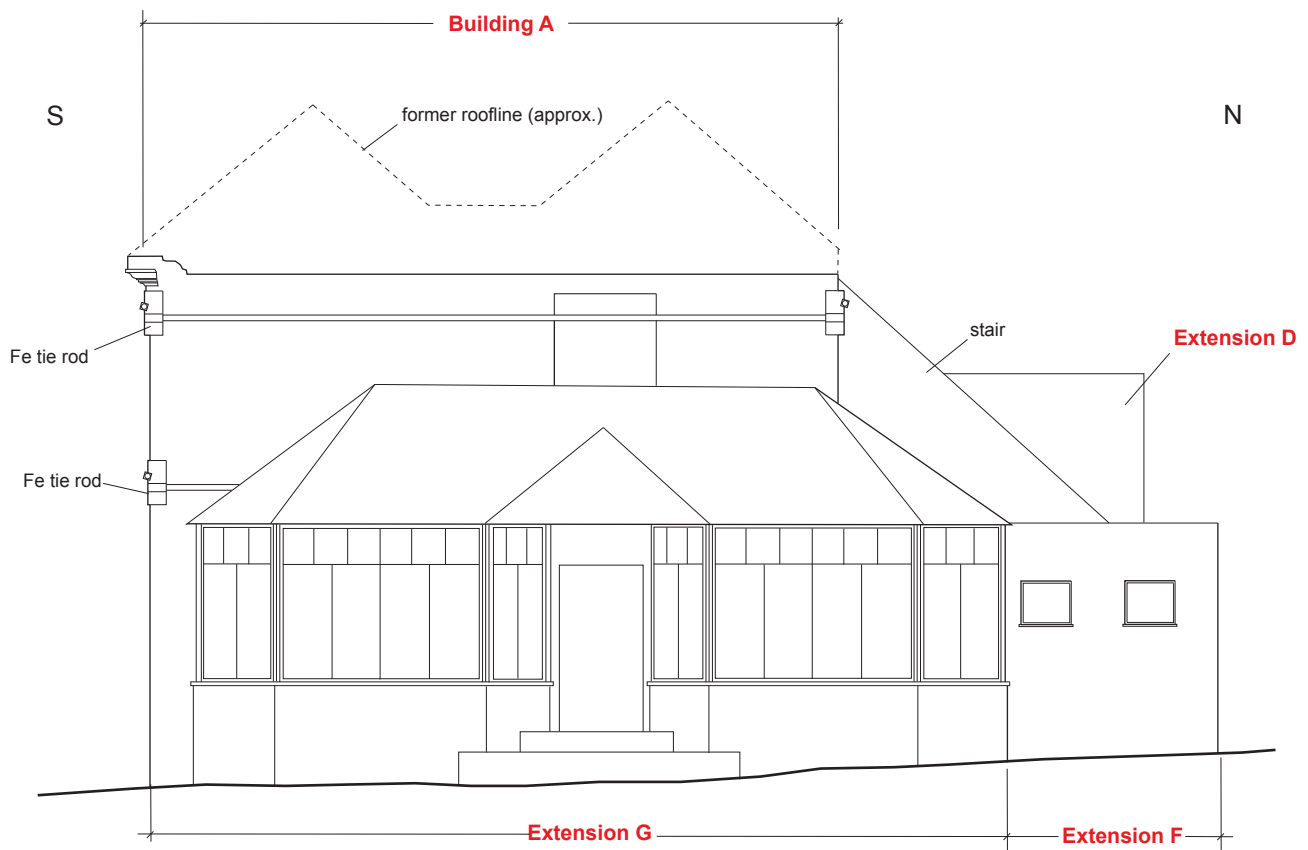 Building A
S
former roofline (approx.)
N
stair
Extension D
Fe tie rod
Fe tie rod
Extension G
Extension F